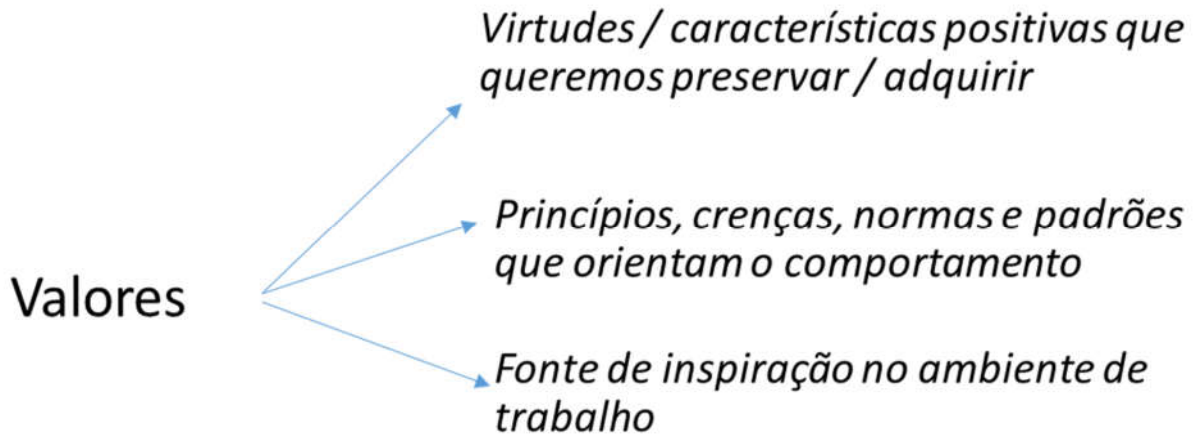 Virtudes / características positivas que
queremos preservar / adquirir
Princípios, crenças, normas e padrões
que orientam o comportamento
Valores
Fonte de inspiração no ambiente de
trabalho